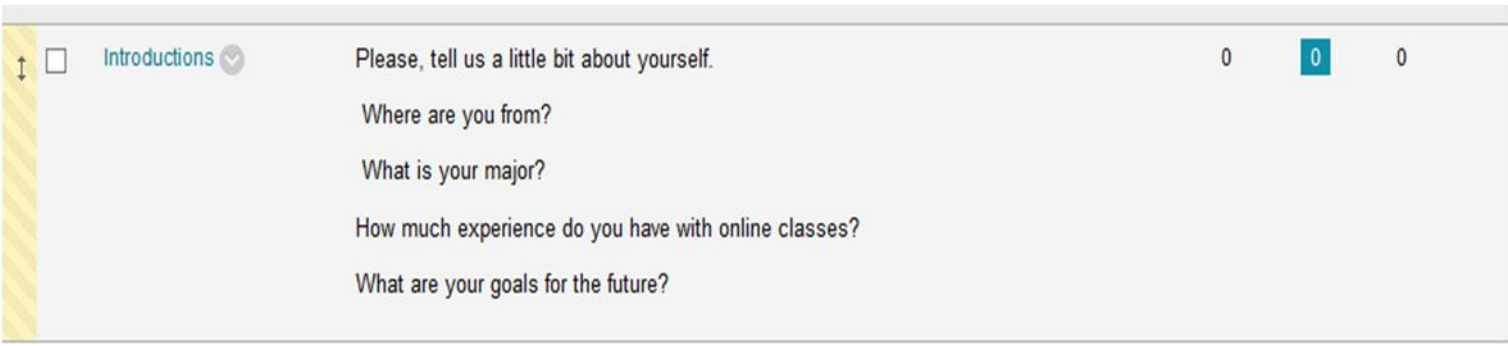 Introductions Please, tell us a little bit about yourself. 0 0 0
Where are you from?
What is your major?
How much experience do you have with online classes?
What are your goals for the future?